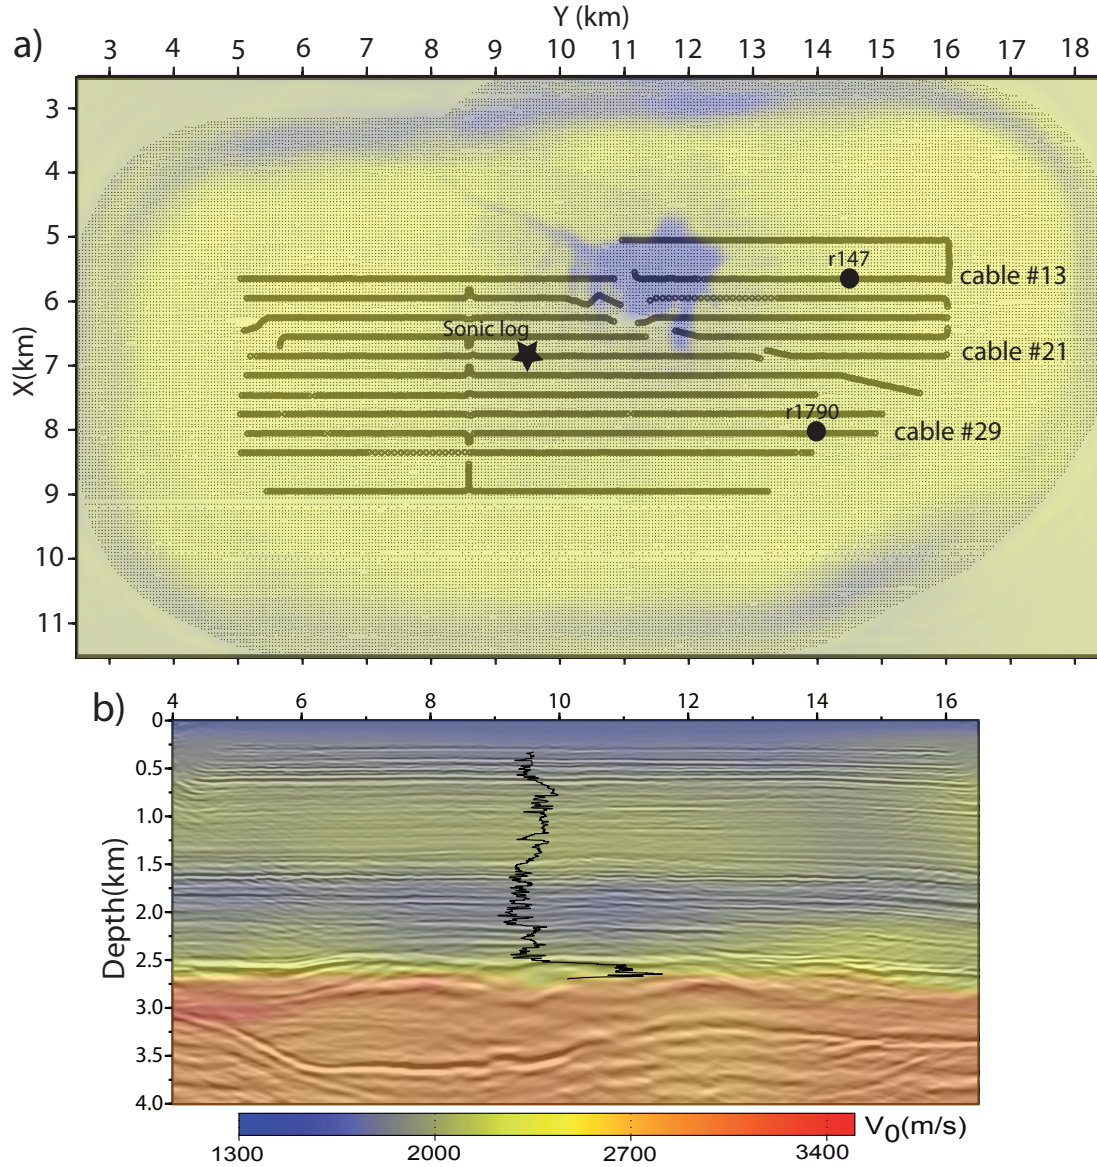 Y (km)
a)
3 4 5 6 7 8 9 10 11 12 13 14 15 16 17 18
3
4
5
r147
cable #13
6
Sonic log
X(km)
7
cable #21
r1790
8
cable #29
9
10
11
b)
4 6 8 10 12 14 16
0
0.5
1.0
1.5
Depth(km)
2.0
2.5
3.0
3.5
4.0
V0(m/s)
1300 2000 2700 3400